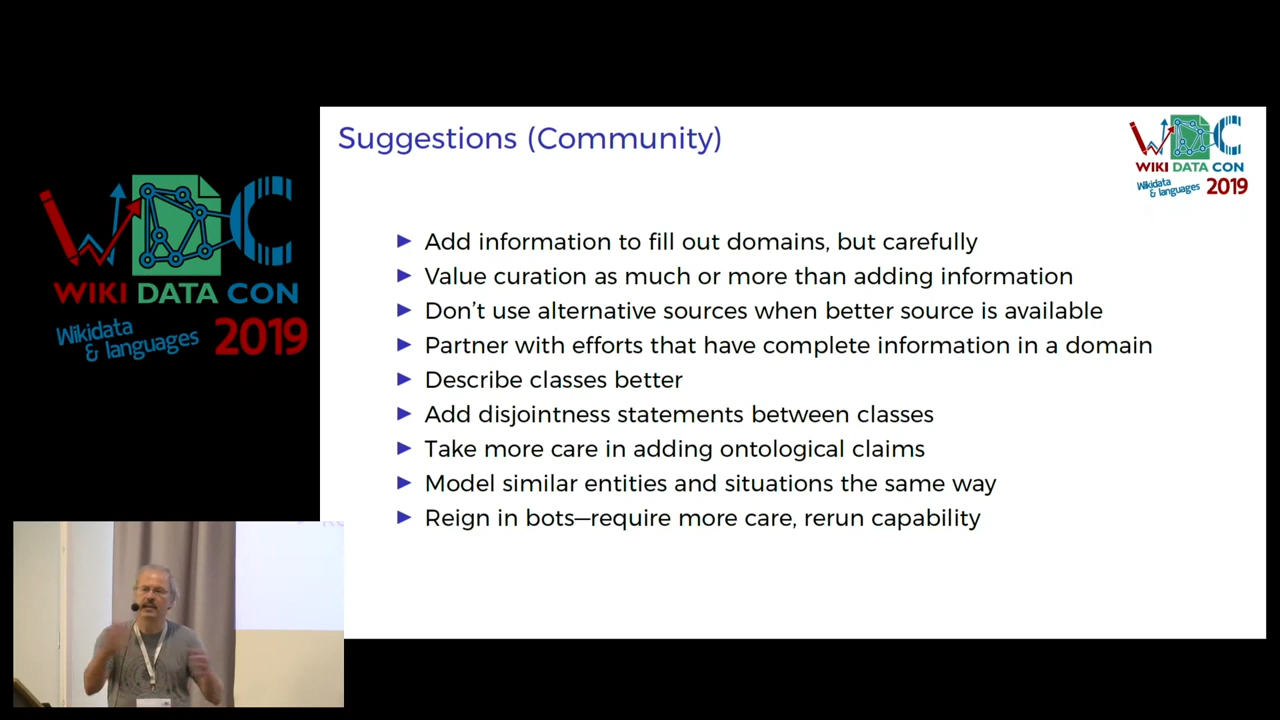 WIKI DATA CON
Wikidata
& languages 2019
Suggestions (Community)
WIKI DATA CON
Wikidata
& languages 2019
▶ Add information to fill out domains, but carefully
▶ Value curation as much or more than adding information
▶ Don't use alternative sources when better source is available
▶ Partner with efforts that have complete information in a domain
▶ Describe classes better
▶ Add disjointness statements between classes
▶ Take more care in adding ontological claims
▶ Model similar entities and situations the same way
▶ Reign in bots—require more care, rerun capability